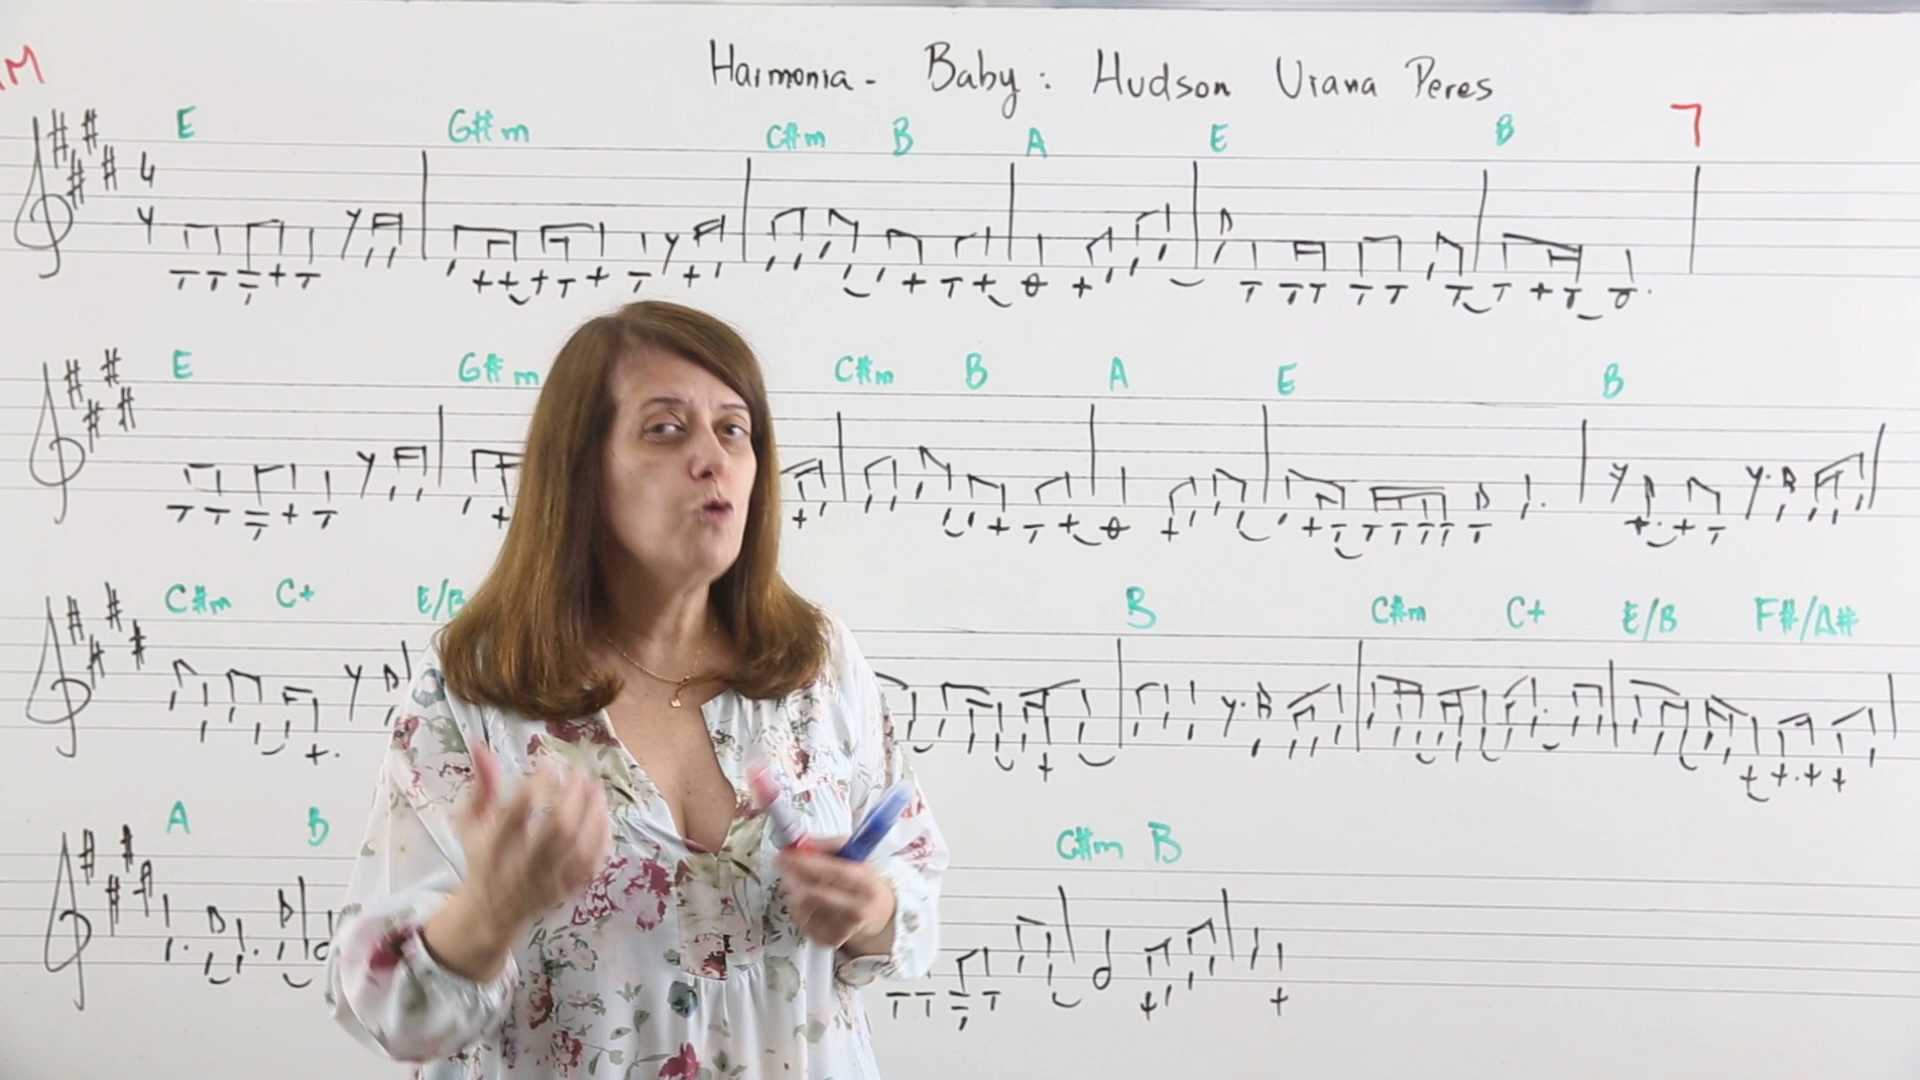 Harmonia - Baby: Hudson Viana Peres
E G#m C#m B A E B 7
E G#m C#m B A E B
C#m C+ E/B B C#m C+ E/B F#/A#
A B C#m B